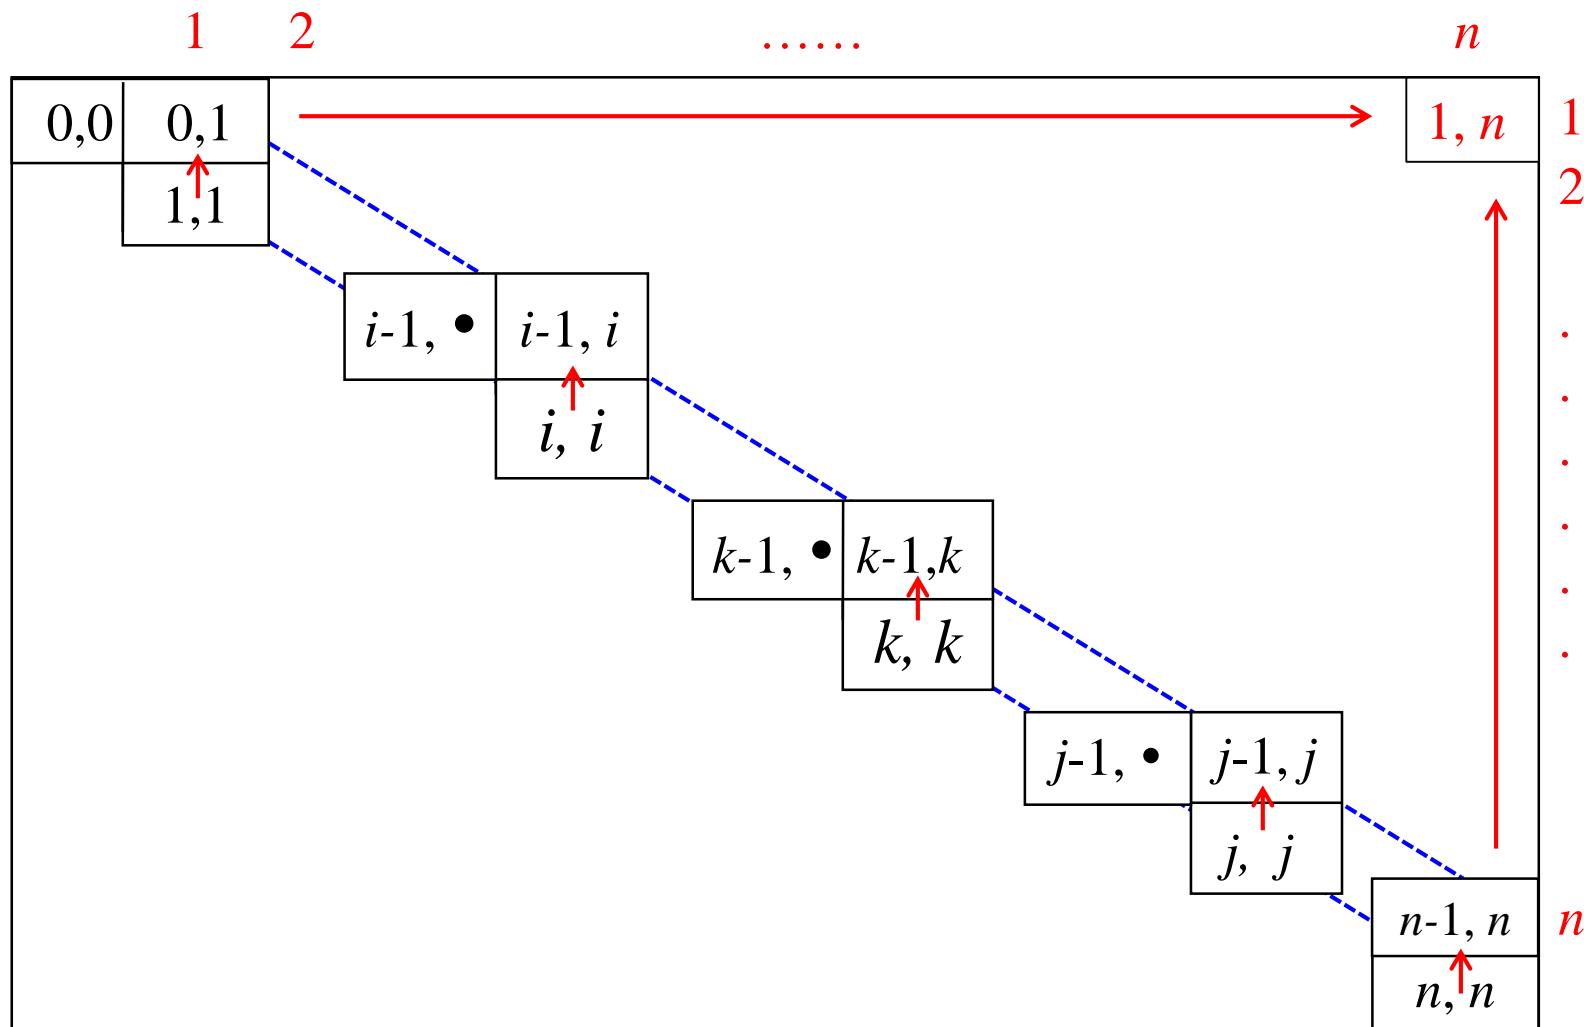 1 2 …… n
0,0 0,1 1, n 1
1,1 2
i-1, • i-1, i
i, i
k-1, • k-1,k
k, k
j-1, • j-1, j
j, j
n-1, n n
n, n